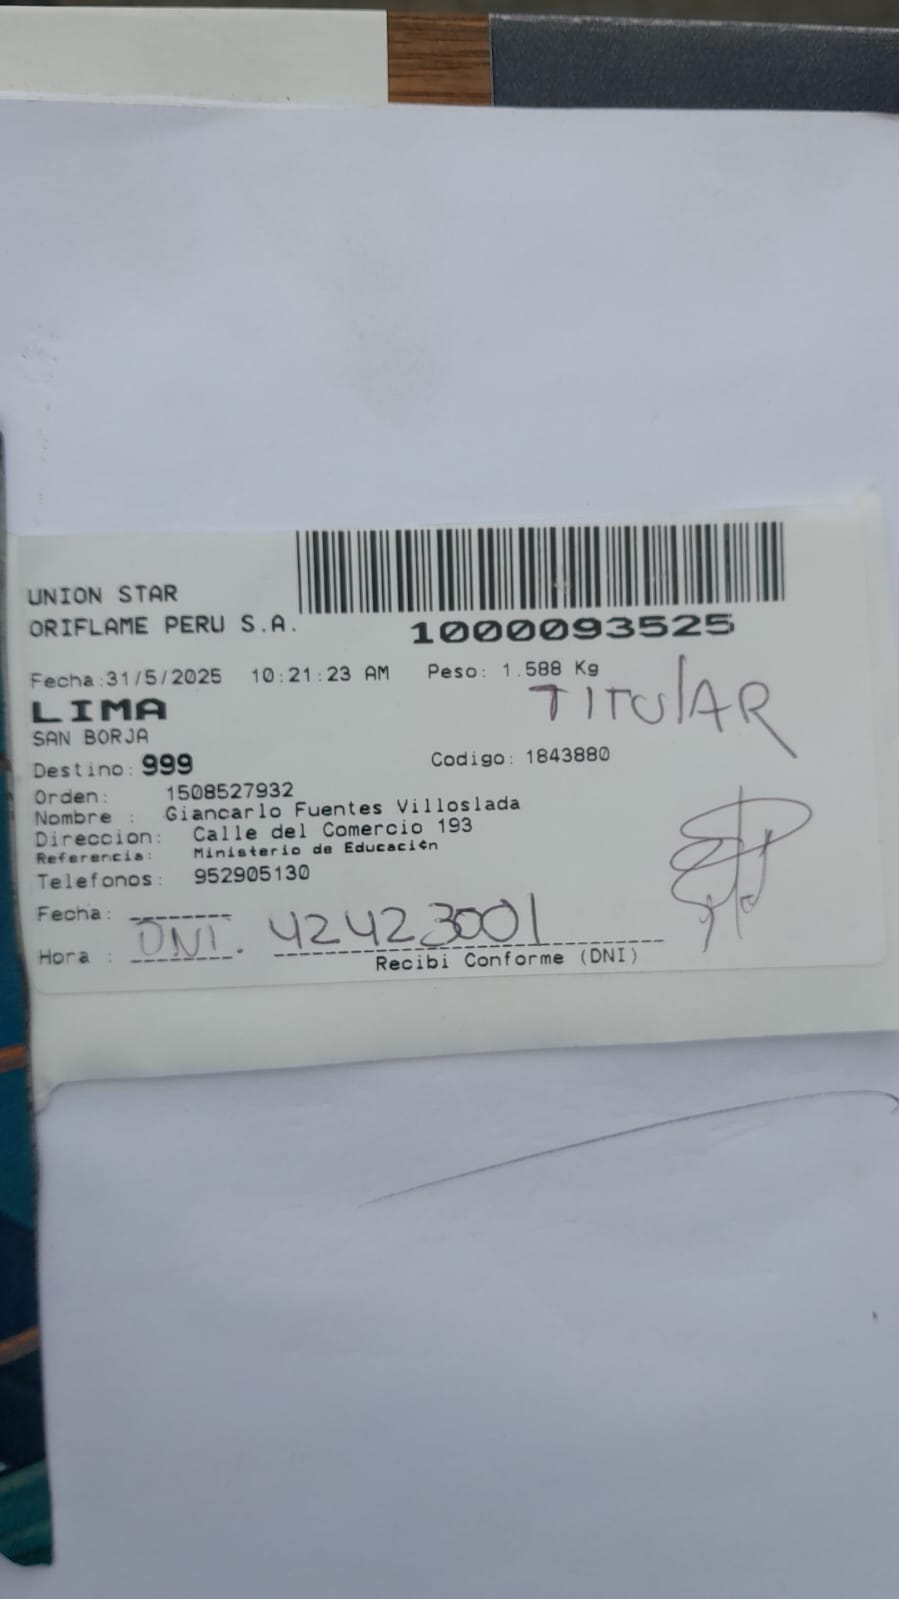 UNION STAR
ORIFLAME PERU S.A.
1000093525
Fecha:31/5/2025 10:21:23 AM Peso: 1.588 Kg
LIMA
TITULAR
SAN BORJA
Destino: 999 Codigo: 1843880
Orden: 1508527932
Nombre : Giancarlo Fuentes Villoslada
Direccion: Calle del Comercio 193
Referencia: Ministerio de Educaci¢n
Telefonos: 952905130
Fecha:
Hora : DNI. 42423001
Recibi Conforme (DNI)